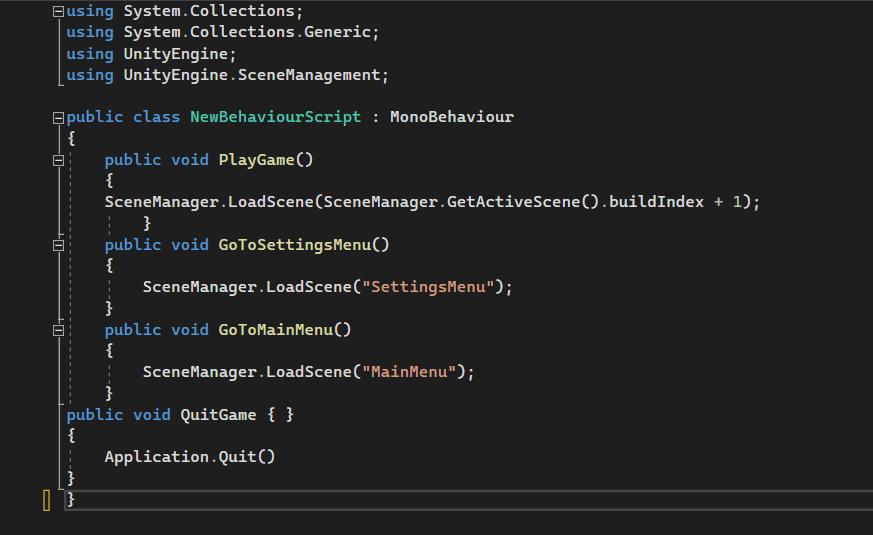 using System.Collections;
using System.Collections.Generic;
using UnityEngine;
using UnityEngine.SceneManagement;
public class NewBehaviourScript : MonoBehaviour
{
public void PlayGame()
{
SceneManager.LoadScene(SceneManager.GetActiveScene().buildIndex + 1);
}
public void GoToSettingsMenu()
{
SceneManager.LoadScene("SettingsMenu");
}
public void GoToMainMenu()
{
SceneManager.LoadScene("MainMenu");
}
public void QuitGame { }
{
Application.Quit()
}
}